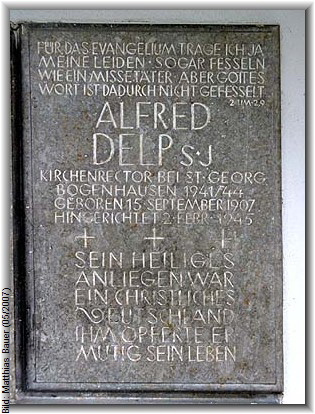 FÜR DAS EVANGELIUM TRAGE ICH JA
MEINE LEIDEN · SOGAR FESSELN
WIE EIN MISSETÄTER · ABER GOTTES
WORT IST DADURCH NICHT GEFESSELT
2·TIM·2,9
ALFRED
DELP S·J
KIRCHENRECTOR BEI ST·GEORG
BOGENHAUSEN 1941/44
GEBOREN 15·SEPTEMBER 1907
HINGERICHTET 2·FEBR·1945
SEIN HEILIGES
ANLIEGEN WAR
EIN CHRISTLICHES
DEUTSCHLAND
IHM OPFERTE ER
MUTIG SEIN LEBEN
Bild: Matthias Bauer (05/2007)